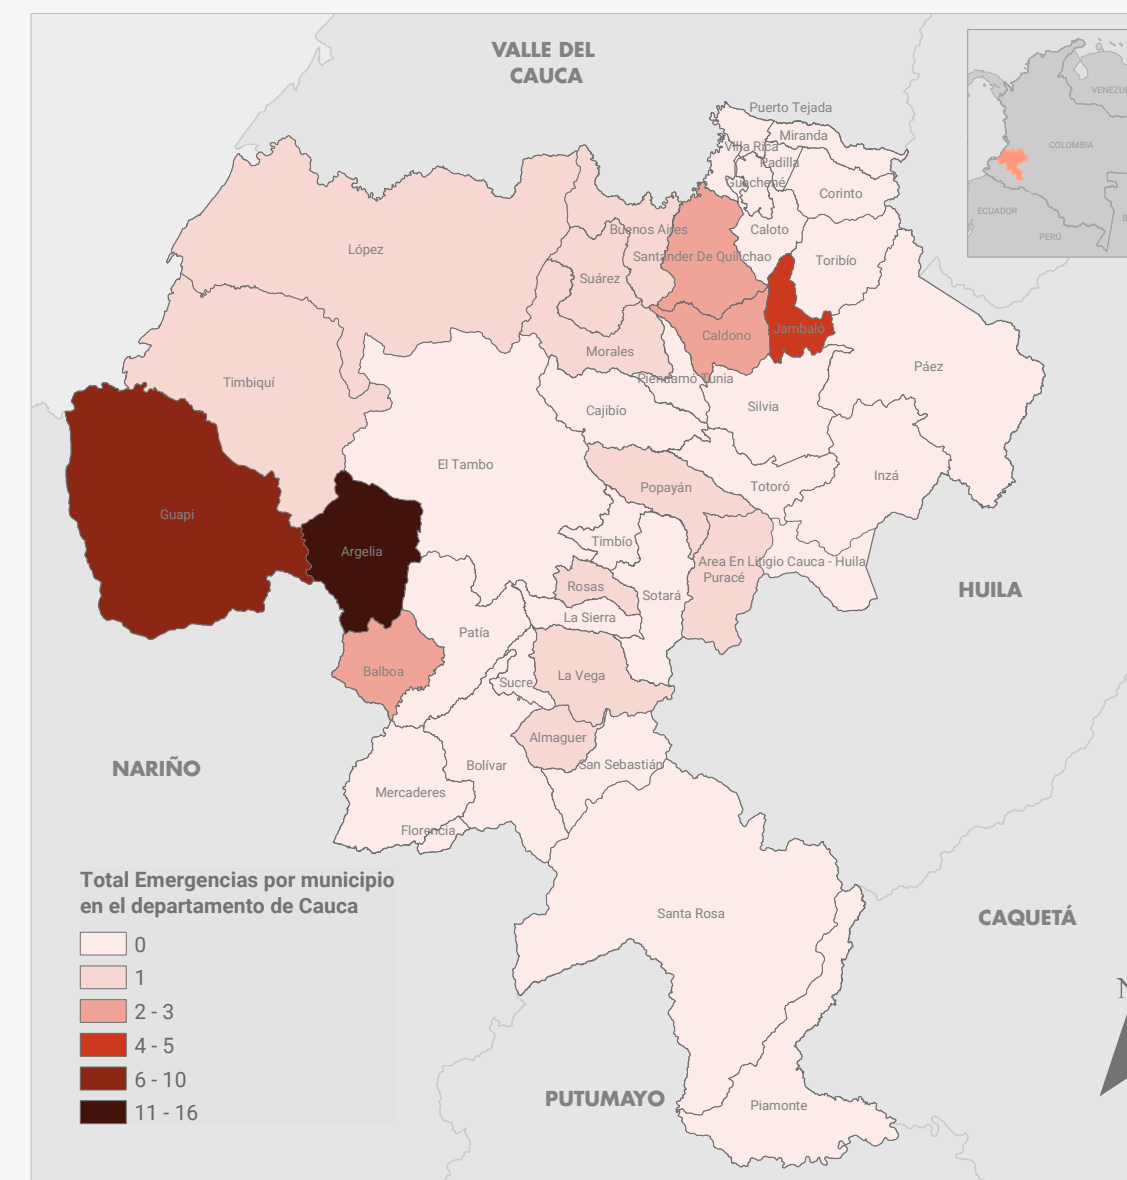 VALLE DEL
CAUCA
COLOMBIA
ECUADOR
PERÚ
Puerto Tejada
Miranda
Villa Rica
Padilla
Guachené
Corinto
Caloto
Buenos Aires
López
Santander De Quilichao
Toribío
Suárez
Jambaló
Caldono
Morales
Páez
Piendamó Tunia
Timbiquí
Cajibío
Silvia
El Tambo
Inzá
Popayán
Totoró
Guapi
Timbío
Argelia
Area En Litigio Cauca - Huila
Puracé
Rosas
HUILA
Sotará
La Sierra
Patía
Balboa
La Vega
Sucre
Almaguer
San Sebastián
Bolívar
NARIÑO
Mercaderes
Florencia
Santa Rosa
CAQUETÁ
PUTUMAYO
Piamonte
Total Emergencias por municipio
en el departamento de Cauca
0
1
2 - 3
4 - 5
6 - 10
11 - 16